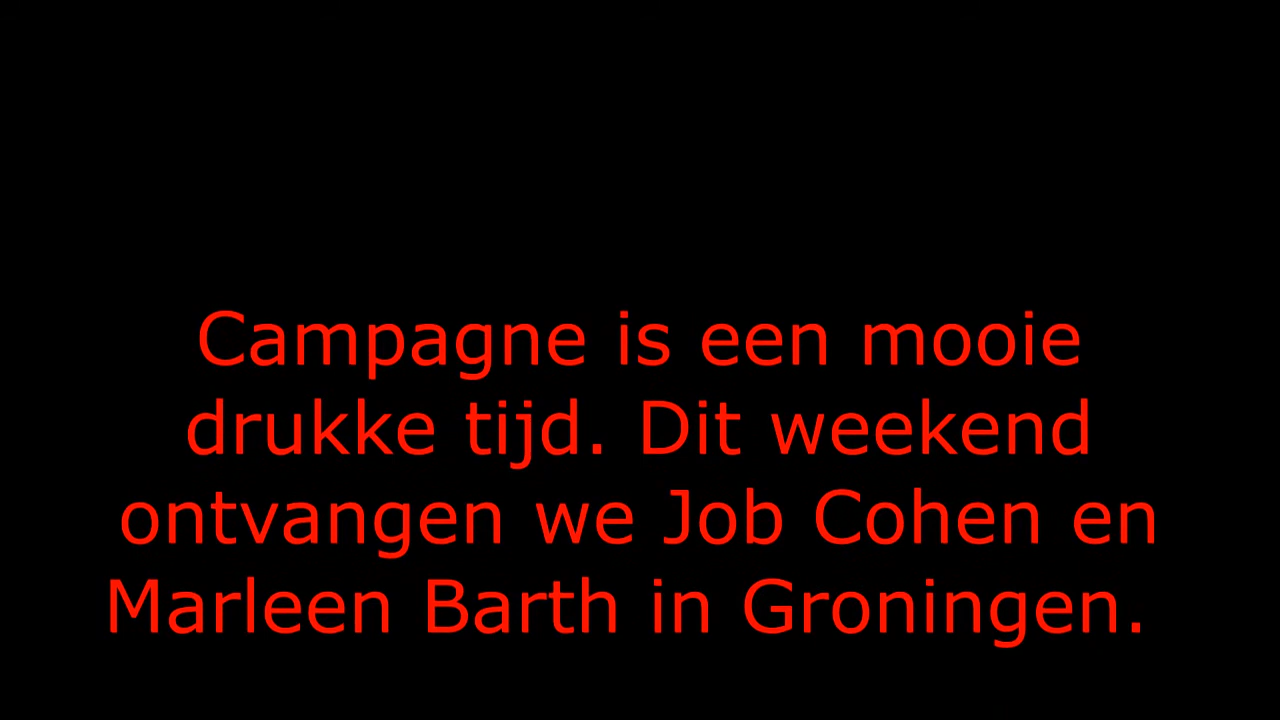 Campagne is een mooie
drukke tijd. Dit weekend
ontvangen we Job Cohen en
Marleen Barth in Groningen.